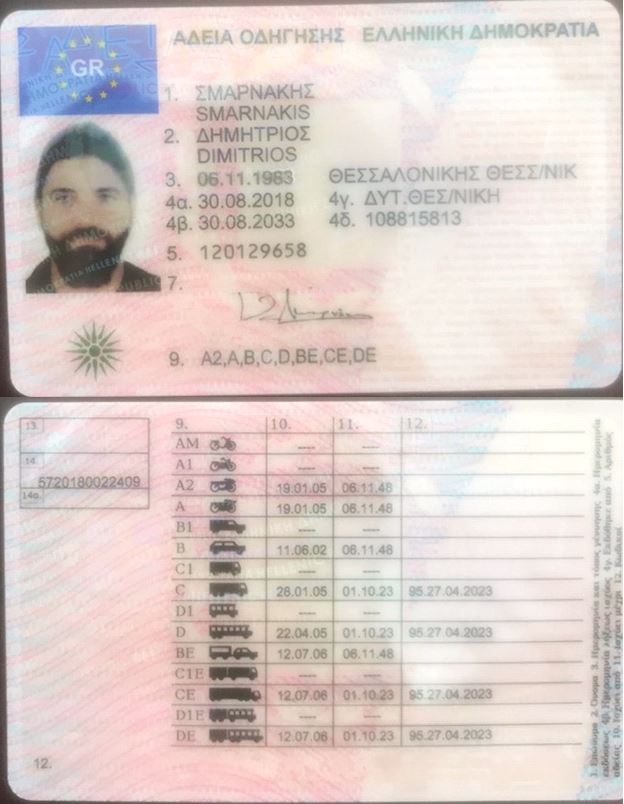 ΑΔΕΙΑ ΟΔΗΓΗΣΗΣ ΕΛΛΗΝΙΚΗ ΔΗΜΟΚΡΑΤΙΑ
GR
1. ΣΜΑΡΝΑΚΗΣ
SMARNAKIS
2. ΔΗΜΗΤΡΙΟΣ
DIMITRIOS
3. 06.11.1983 ΘΕΣΣΑΛΟΝΙΚΗΣ ΘΕΣΣ/ΝΙΚ
4α. 30.08.2018 4γ. ΔΥΤ.ΘΕΣ/ΝΙΚΗ
4β. 30.08.2033 4δ. 108815813
5. 120129658
7.
9. A2,A,B,C,D,BE,CE,DE
13.
14.
5720180022409
14α.
9. 10. 11. 12.
AM --- ---
A1 --- ---
A2 19.01.05 06.11.48
A 19.01.05 06.11.48
B1 --- ---
B 11.06.02 06.11.48
C1 --- ---
C 26.01.05 01.10.23 95.27.04.2023
D1 --- ---
D 22.04.05 01.10.23 95.27.04.2023
BE 12.07.06 06.11.48
C1E --- ---
CE 12.07.06 01.10.23 95.27.04.2023
D1E --- ---
DE 12.07.06 01.10.23 95.27.04.2023
12.
1. Επώνυμο 2. Όνομα 3. Ημερομηνία και τόπος γέννησης 4α. Ημερομηνία
εκδόσεως 4β. Ημερομηνία λήξεως ισχύος 4γ. Εκδόθηκε από 5. Αριθμός
αδείας 10. Ισχύει από 11. Ισχύει μέχρι 12. Κωδικοί